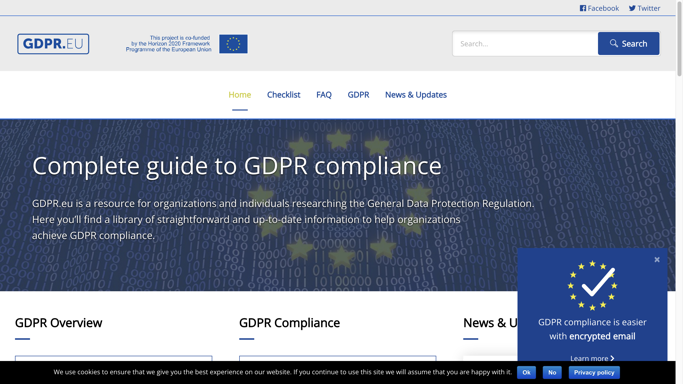 Facebook Twitter
GDPR.EU
This project is co-funded
by the Horizon 2020 Framework
Programme of the European Union
Search...
Search
Home Checklist FAQ GDPR News & Updates
Complete guide to GDPR compliance
GDPR.eu is a resource for organizations and individuals researching the General Data Protection Regulation.
Here you'll find a library of straightforward and up-to-date information to help organizations
achieve GDPR compliance.
×
GDPR compliance is easier
with encrypted email
Learn more
GDPR Overview GDPR Compliance News & U
We use cookies to ensure that we give you the best experience on our website. If you continue to use this site we will assume that you are happy with it. Ok No Privacy policy